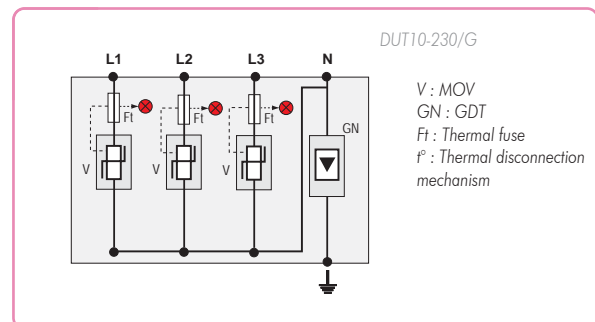 DUT10-230/G
L1 L2 L3 N
Ft Ft Ft
GN
V V V
V : MOV
GN : GDT
Ft : Thermal fuse
t° : Thermal disconnection
mechanism